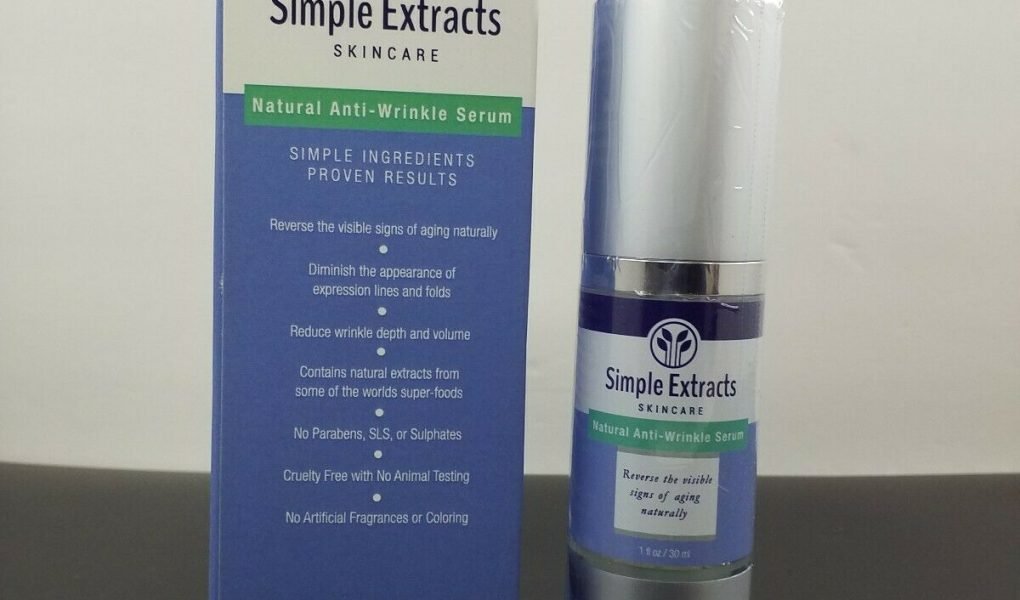 Simple Extracts
SKINCARE
Natural Anti-Wrinkle Serum
SIMPLE INGREDIENTS
PROVEN RESULTS
Reverse the visible signs of aging naturally
Diminish the appearance of
expression lines and folds
Reduce wrinkle depth and volume
Contains natural extracts from
some of the worlds super-foods
No Parabens, SLS, or Sulphates
Cruelty Free with No Animal Testing
No Artificial Fragrances or Coloring
Simple Extracts
SKINCARE
Natural Anti-Wrinkle Serum
Reverse the visible
signs of aging
naturally
1 fl oz / 30 ml